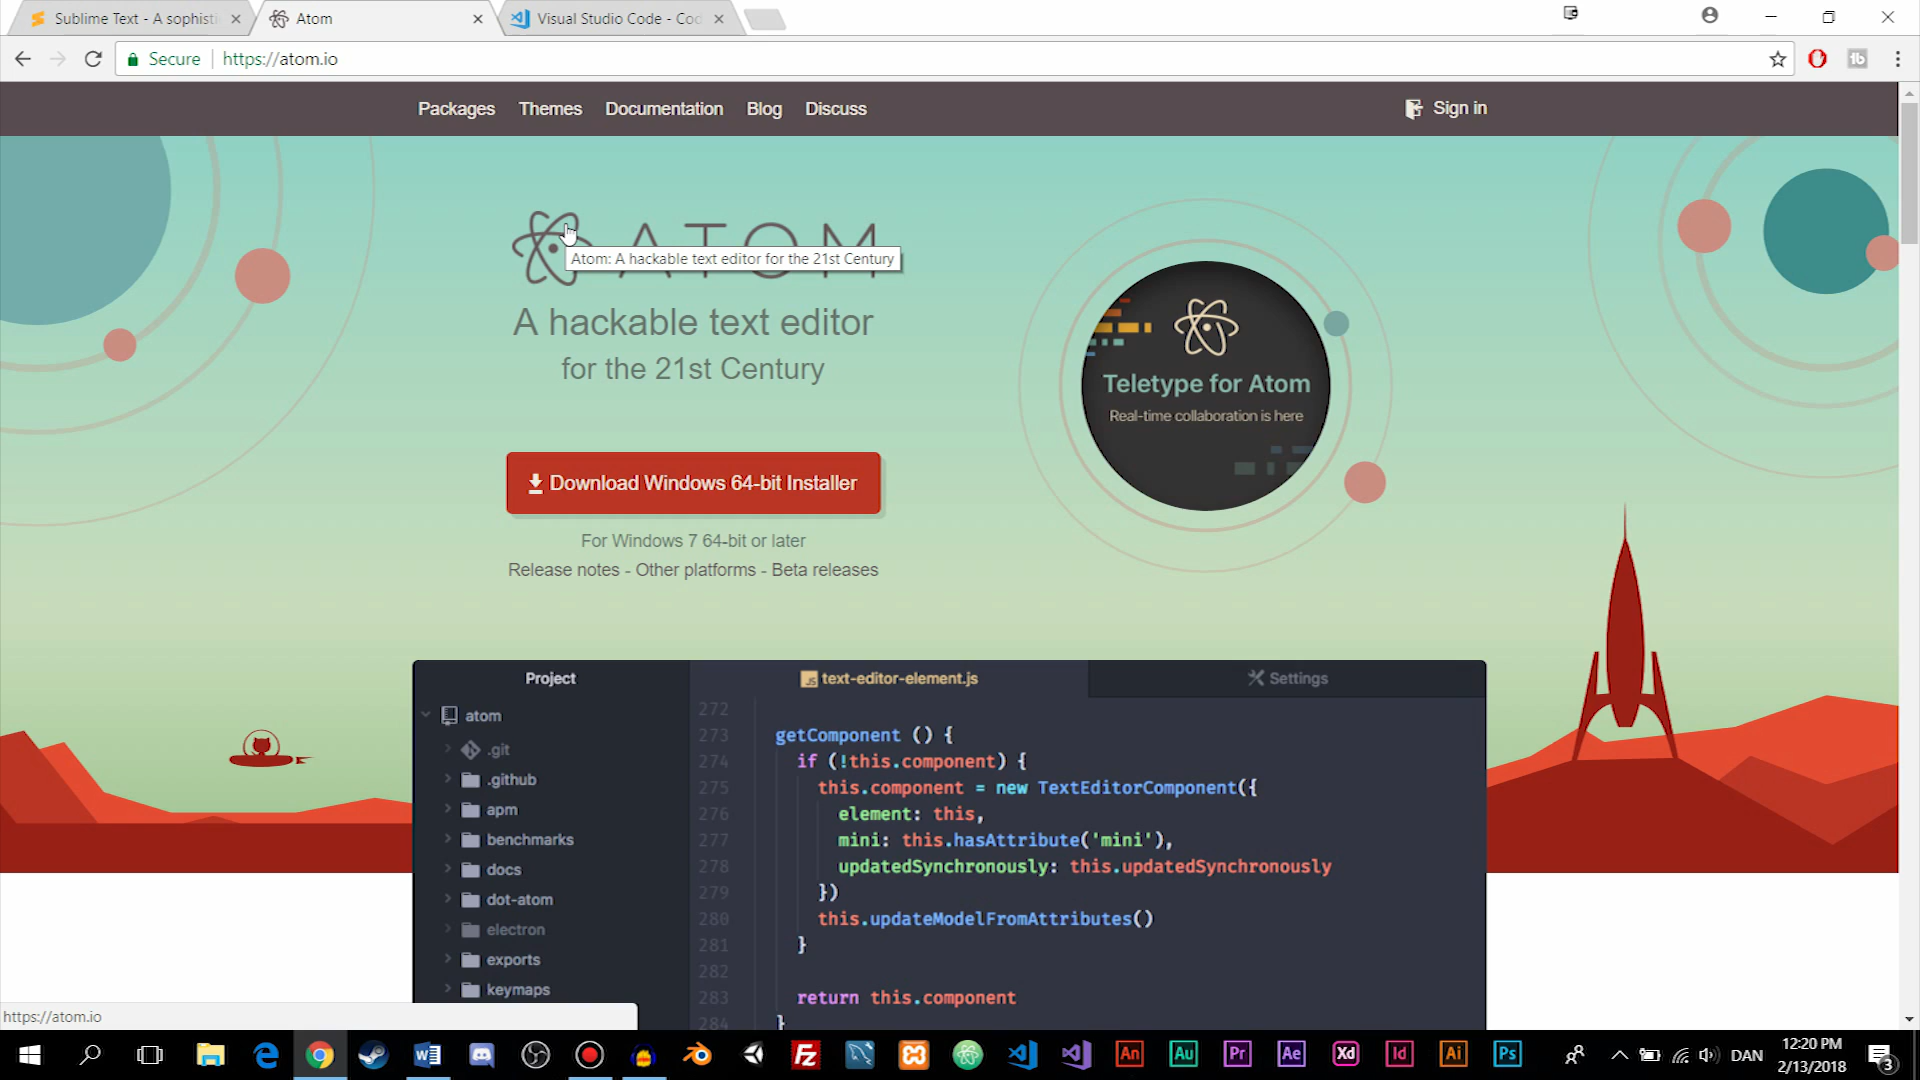 Sublime Text - A sophisti
Atom
Visual Studio Code - Cod
Secure
https://atom.io
Packages
Themes
Documentation
Blog
Discuss
Sign in
ATOM
Atom: A hackable text editor for the 21st Century
A hackable text editor
for the 21st Century
Teletype for Atom
Real-time collaboration is here
Download Windows 64-bit Installer
For Windows 7 64-bit or later
Release notes - Other platforms - Beta releases
Project
text-editor-element.js
Settings
atom
.git
.github
apm
benchmarks
docs
dot-atom
electron
exports
keymaps
272
273 getComponent () {
274 if (!this.component) {
275 this.component = new TextEditorComponent({
276 element: this,
277 mini: this.hasAttribute('mini'),
278 updatedSynchronously: this.updatedSynchronously
279 })
280 this.updateModelFromAttributes()
281 }
282
283 return this.component
284 }
https://atom.io
An
Au
Pr
Ae
Xd
Id
Ai
Ps
DAN
12:20 PM
2/13/2018
3